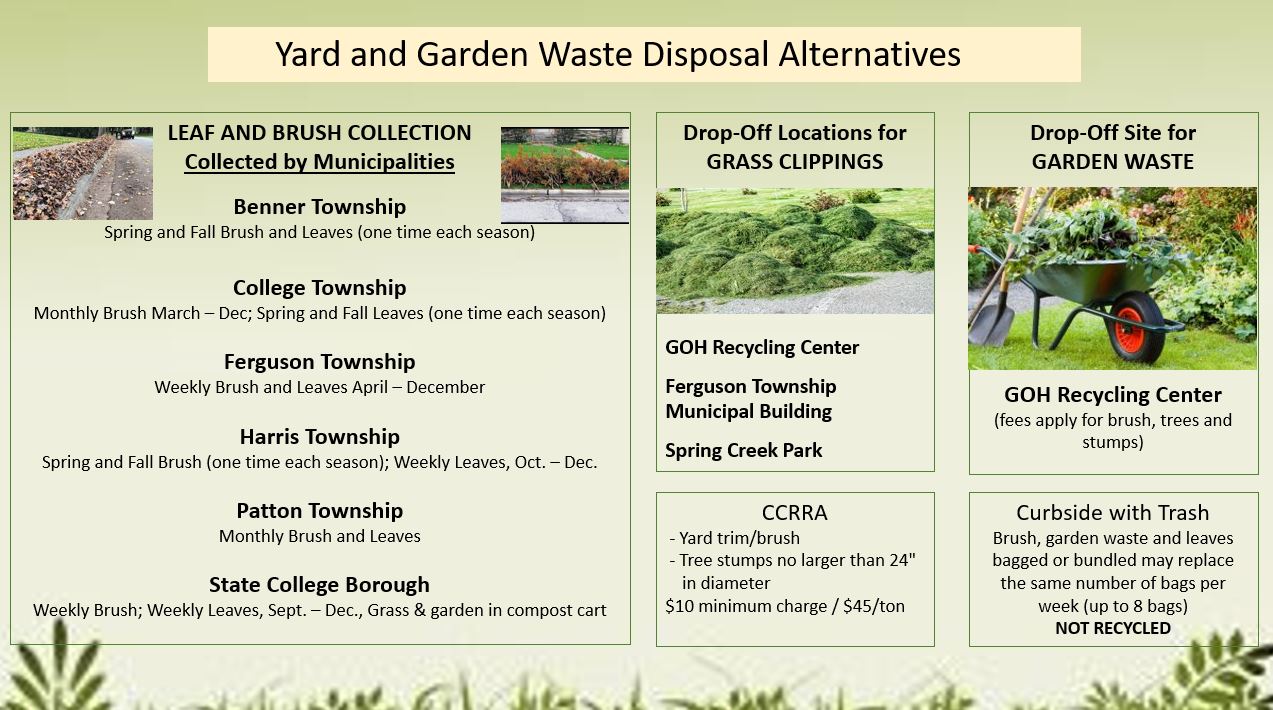 Yard and Garden Waste Disposal Alternatives
LEAF AND BRUSH COLLECTION
Collected by Municipalities
Benner Township
Spring and Fall Brush and Leaves (one time each season)
College Township
Monthly Brush March – Dec; Spring and Fall Leaves (one time each season)
Ferguson Township
Weekly Brush and Leaves April – December
Harris Township
Spring and Fall Brush (one time each season); Weekly Leaves, Oct. – Dec.
Patton Township
Monthly Brush and Leaves
State College Borough
Weekly Brush; Weekly Leaves, Sept. – Dec., Grass & garden in compost cart
Drop-Off Locations for
GRASS CLIPPINGS
GOH Recycling Center
Ferguson Township
Municipal Building
Spring Creek Park
Drop-Off Site for
GARDEN WASTE
GOH Recycling Center
(fees apply for brush, trees and
stumps)
CCRRA
- Yard trim/brush
- Tree stumps no larger than 24"
in diameter
$10 minimum charge / $45/ton
Curbside with Trash
Brush, garden waste and leaves
bagged or bundled may replace
the same number of bags per
week (up to 8 bags)
NOT RECYCLED